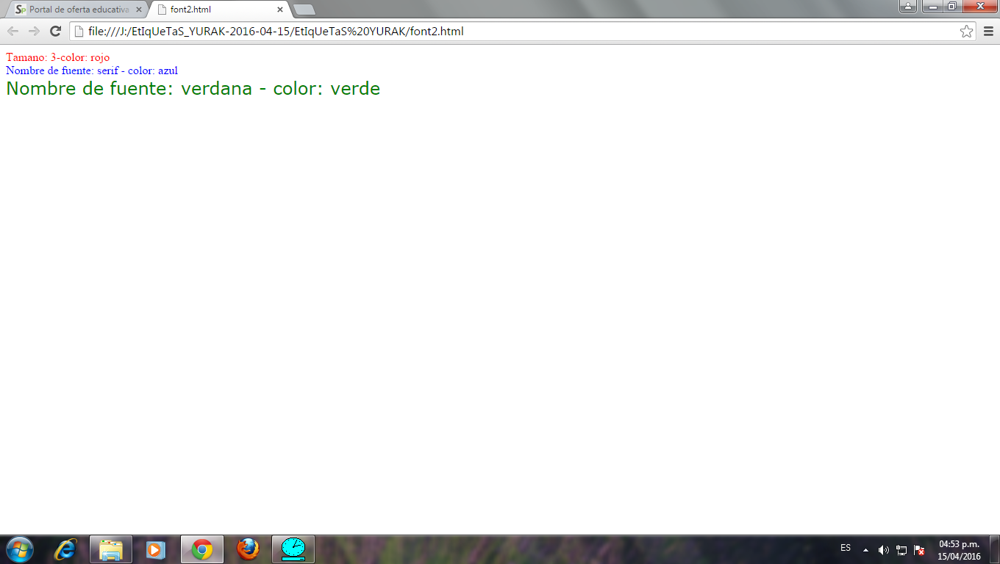 Portal de oferta educativa
font2.html
file:///J:/EtIqUeTaS_YURAK-2016-04-15/EtIqUeTaS%20YURAK/font2.html
Tamano: 3-color: rojo
Nombre de fuente: serif - color: azul
Nombre de fuente: verdana - color: verde
ES
04:53 p.m.
15/04/2016